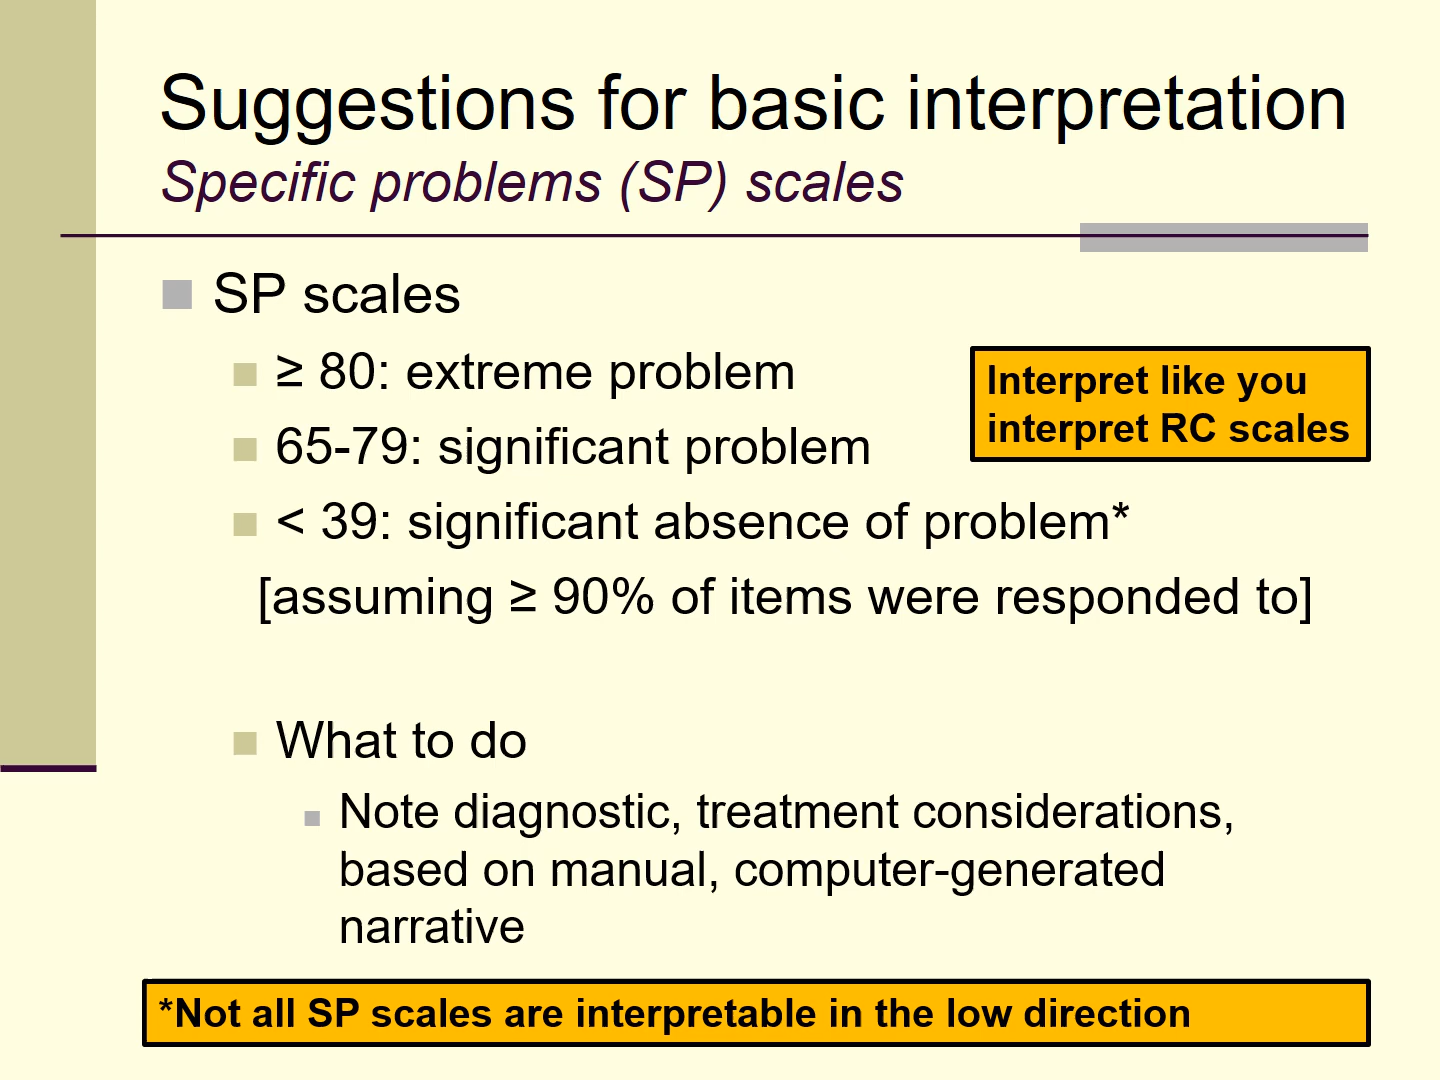 Suggestions for basic interpretation
Specific problems (SP) scales
SP scales
≥ 80: extreme problem
65-79: significant problem
< 39: significant absence of problem*
[assuming ≥ 90% of items were responded to]
Interpret like you
interpret RC scales
What to do
Note diagnostic, treatment considerations,
based on manual, computer-generated
narrative
*Not all SP scales are interpretable in the low direction